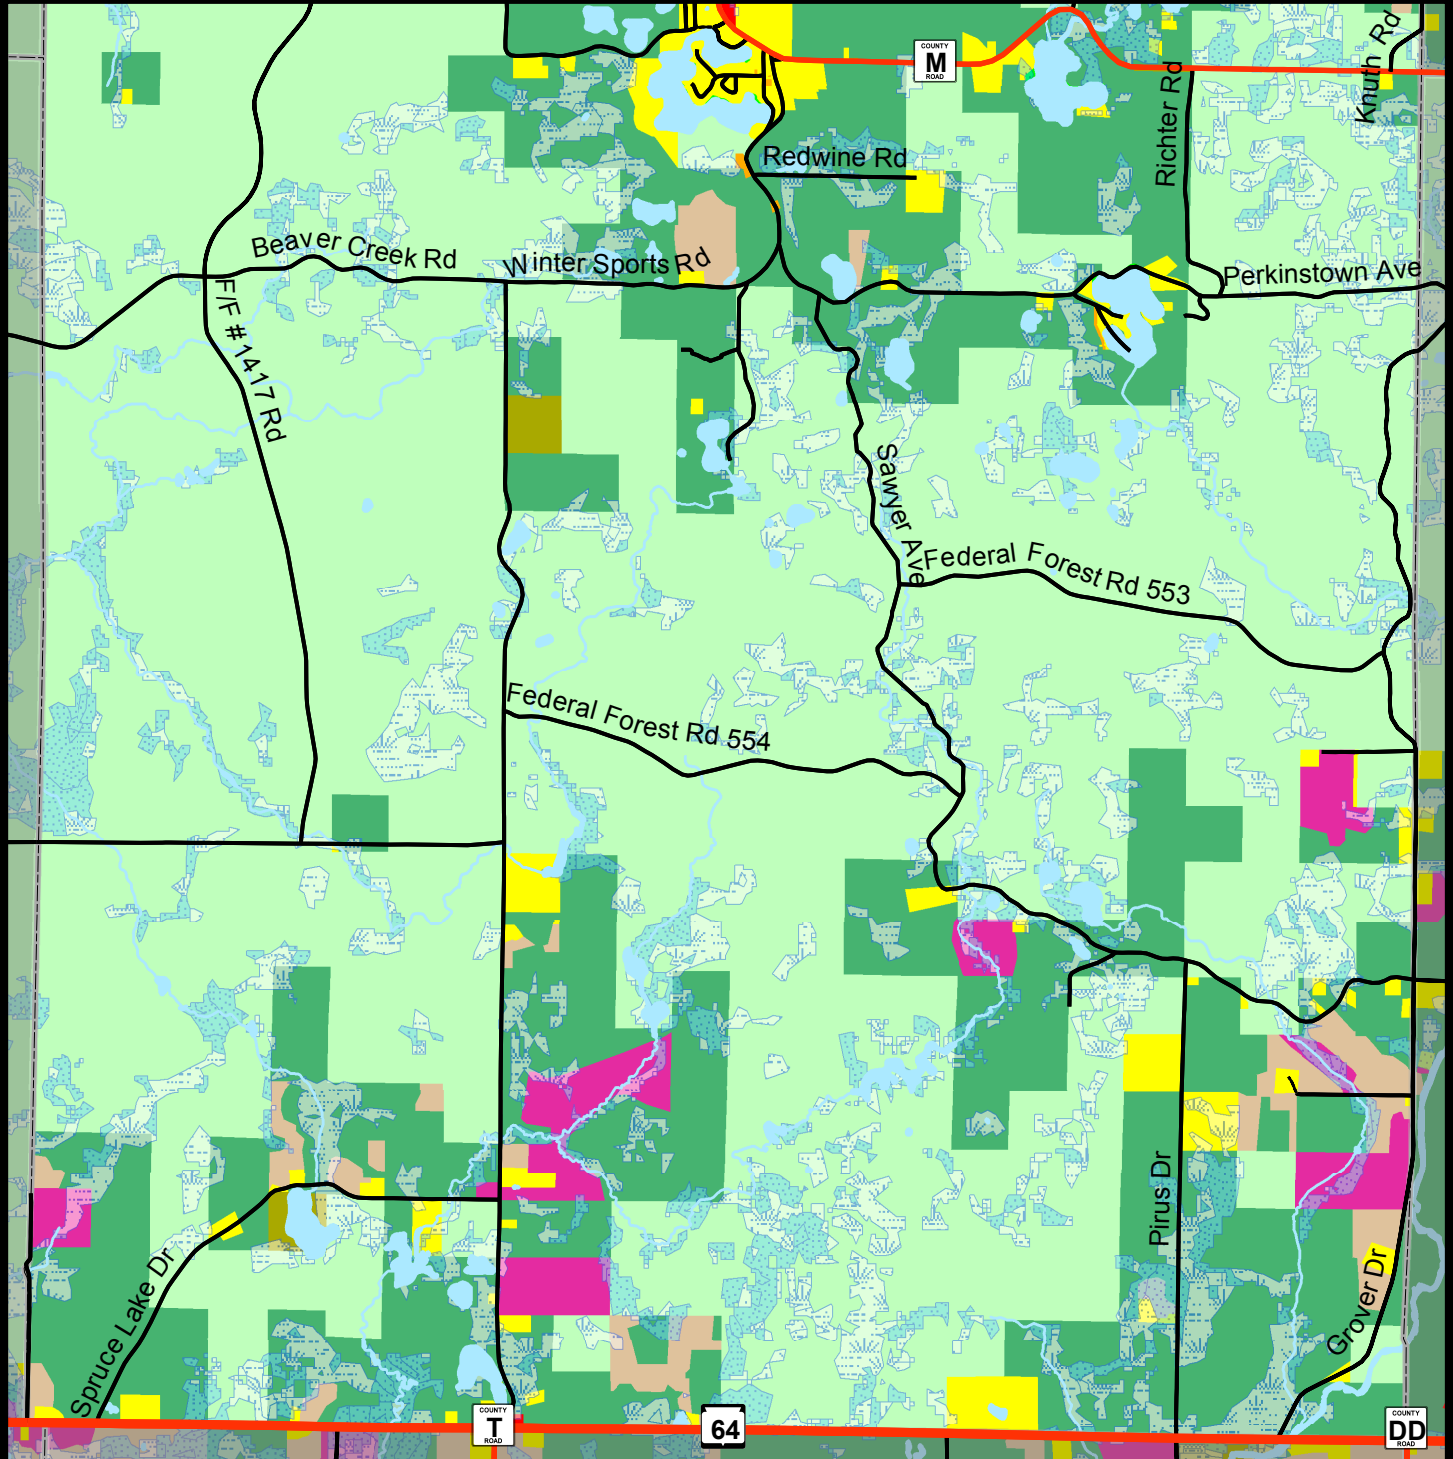 Knuth Rd
COUNTY
M
ROAD
Richter Rd
Redwine Rd
Beaver Creek Rd
Winter Sports Rd
Perkinstown Ave
F/F # 1417 Rd
Sawyer Ave
Federal Forest Rd 553
Federal Forest Rd 554
Pirus Dr
Spruce Lake Dr
Grover Dr
COUNTY
T
ROAD
64
COUNTY
DD
ROAD